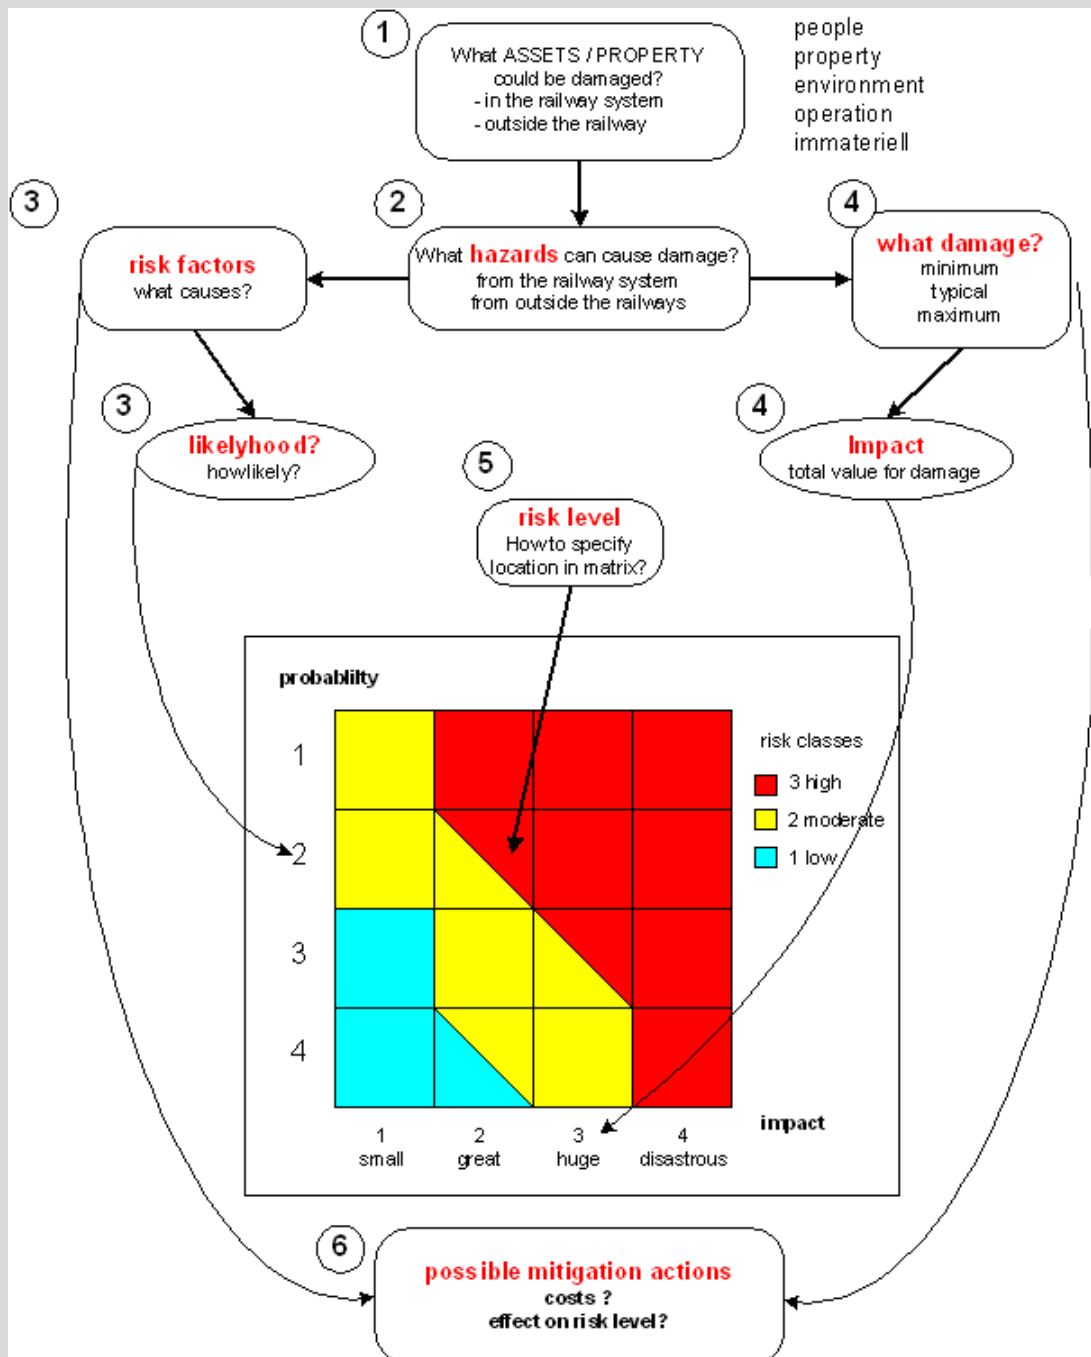 1
What ASSETS / PROPERTY
could be damaged?
- in the railway system
- outside the railway
people
property
environment
operation
immateriell
3
risk factors
what causes?
2
What hazards can cause damage?
from the railway system
from outside the railways
4
what damage?
minimum
typical
maximum
3
likelyhood?
how likely?
4
Impact
total value for damage
5
risk level
How to specify
location in matrix?
probablilty
1
2
3
4
risk classes
3 high
2 moderate
1 low
1 2 3 4
small great huge disastrous
impact
6
possible mitigation actions
costs ?
effect on risk level?